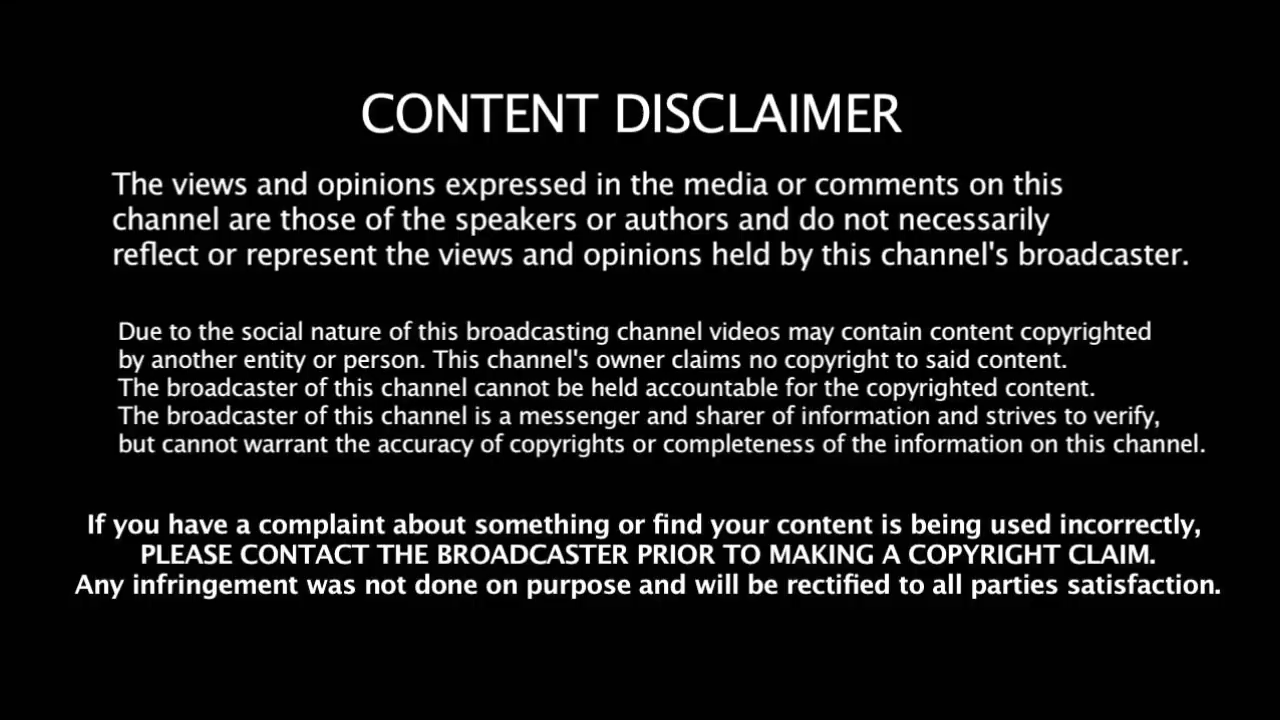 CONTENT DISCLAIMER
The views and opinions expressed in the media or comments on this
channel are those of the speakers or authors and do not necessarily
reflect or represent the views and opinions held by this channel's broadcaster.
Due to the social nature of this broadcasting channel videos may contain content copyrighted
by another entity or person. This channel's owner claims no copyright to said content.
The broadcaster of this channel cannot be held accountable for the copyrighted content.
The broadcaster of this channel is a messenger and sharer of information and strives to verify,
but cannot warrant the accuracy of copyrights or completeness of the information on this channel.
If you have a complaint about something or find your content is being used incorrectly,
PLEASE CONTACT THE BROADCASTER PRIOR TO MAKING A COPYRIGHT CLAIM.
Any infringement was not done on purpose and will be rectified to all parties satisfaction.